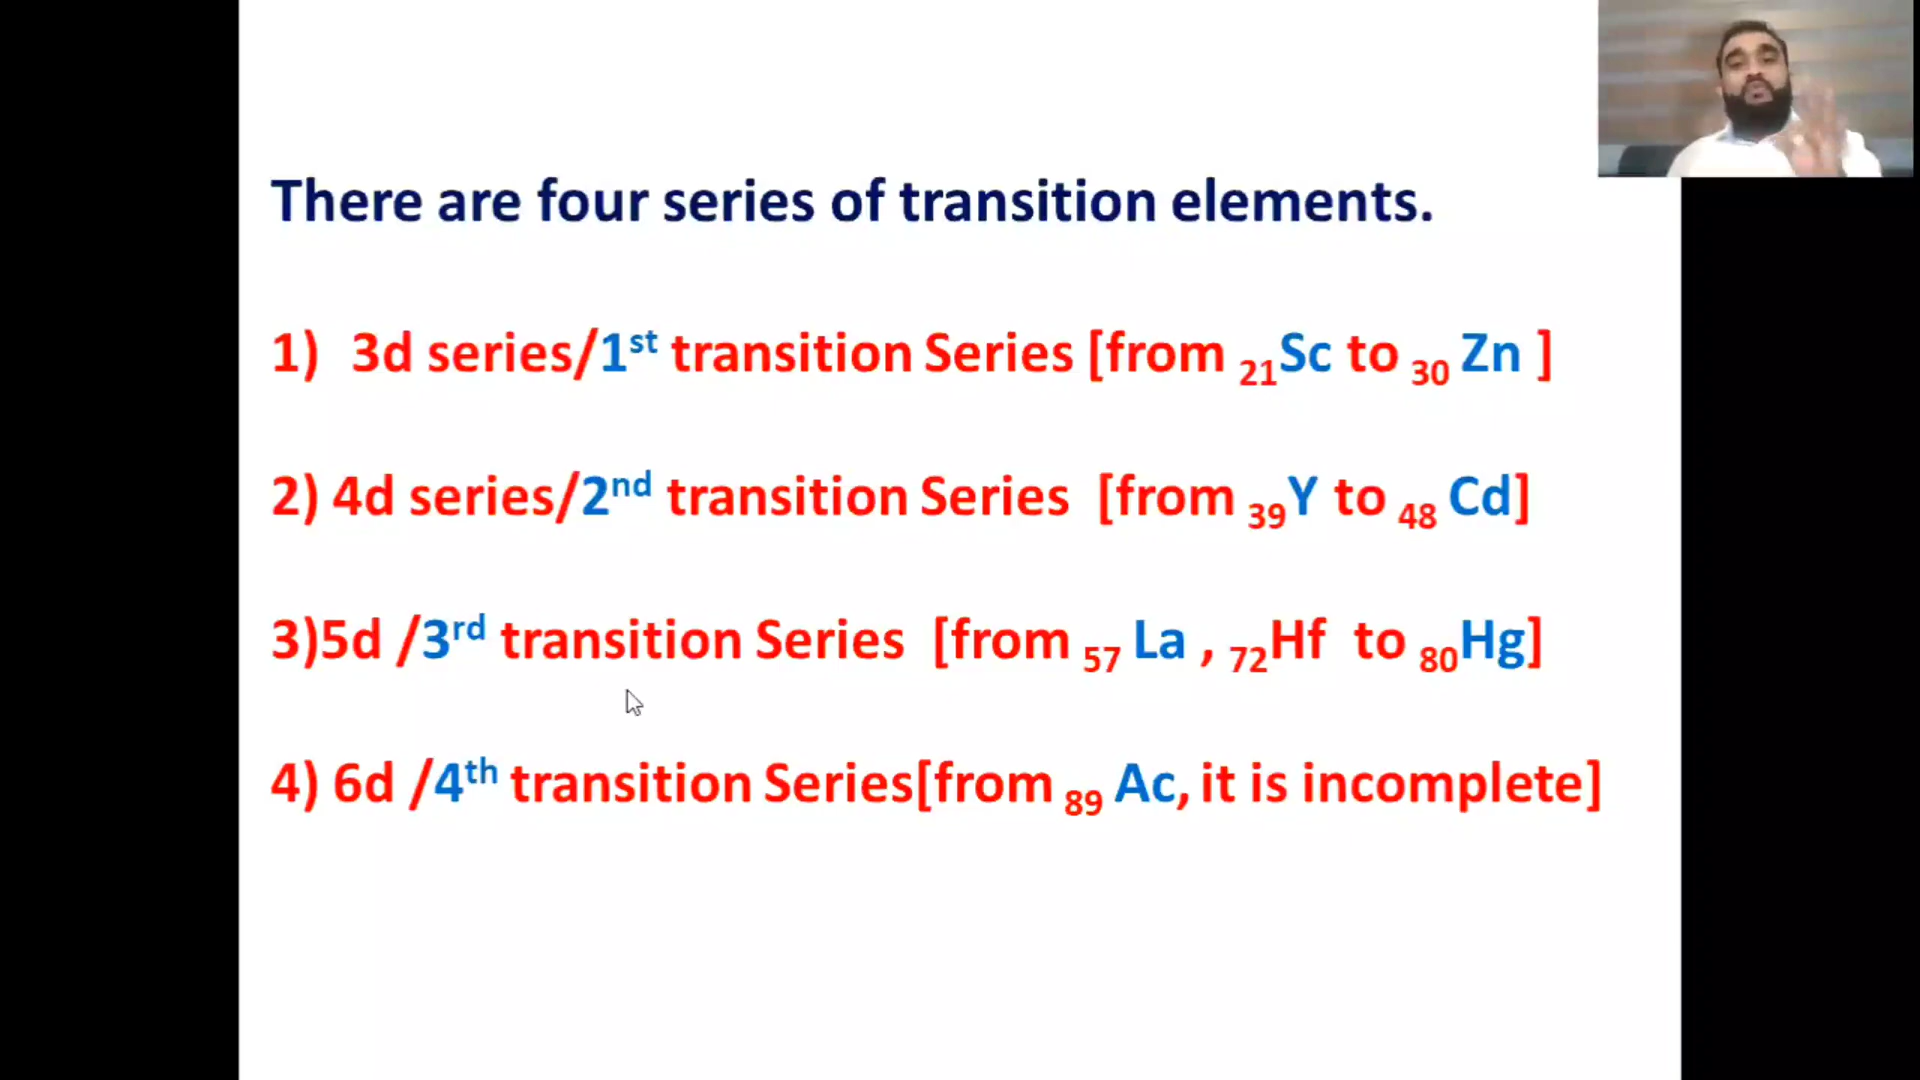 There are four series of transition elements.
1) 3d series/1st transition Series [from 21Sc to 30 Zn ]
2) 4d series/2nd transition Series [from 39Y to 48 Cd]
3)5d /3rd transition Series [from 57 La , 72Hf to 80Hg]
4) 6d /4th transition Series[from 89 Ac, it is incomplete]